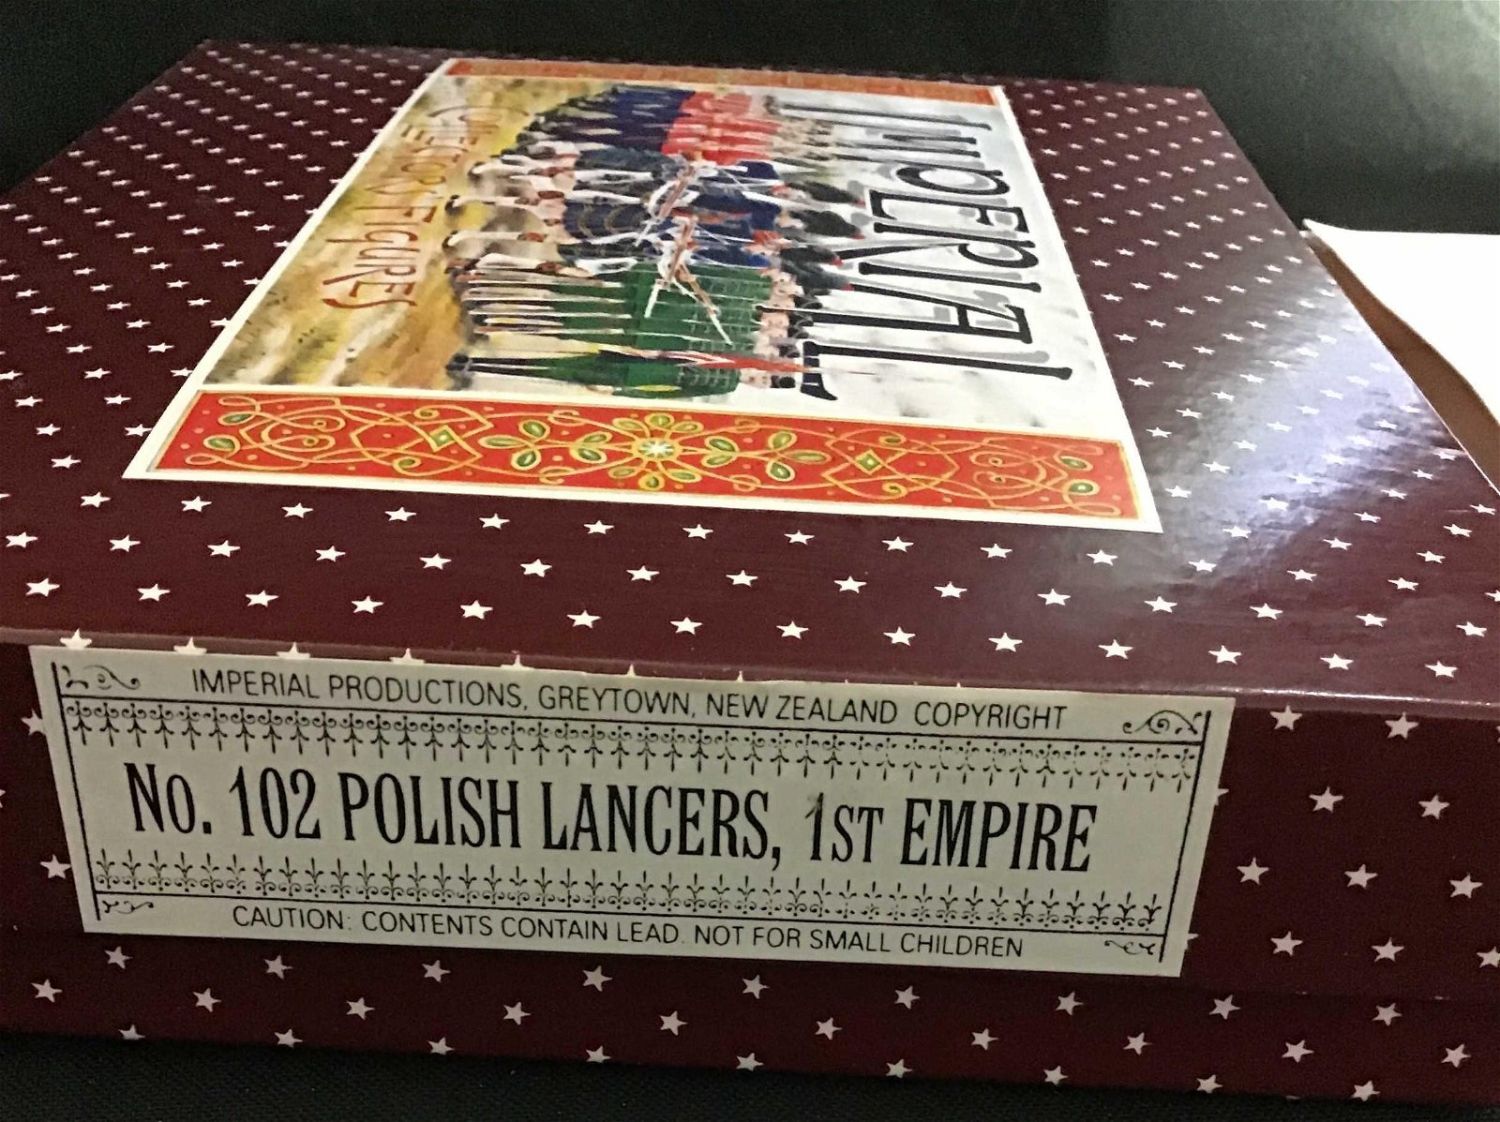 IMPERIAL
COLLECTORS FIGURES
IMPERIAL PRODUCTIONS, GREYTOWN, NEW ZEALAND COPYRIGHT
No. 102 POLISH LANCERS, 1ST EMPIRE
CAUTION: CONTENTS CONTAIN LEAD. NOT FOR SMALL CHILDREN